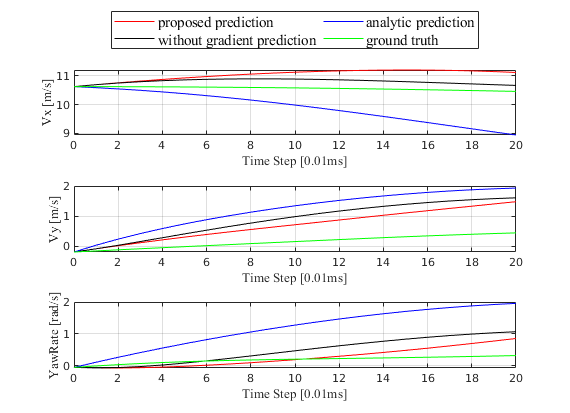 proposed prediction analytic prediction
without gradient prediction ground truth
11
10
9
Vx [m/s]
0 2 4 6 8 10 12 14 16 18 20
Time Step [0.01ms]
2
1
0
Vy [m/s]
0 2 4 6 8 10 12 14 16 18 20
Time Step [0.01ms]
2
1
0
YawRate [rad/s]
0 2 4 6 8 10 12 14 16 18 20
Time Step [0.01ms]